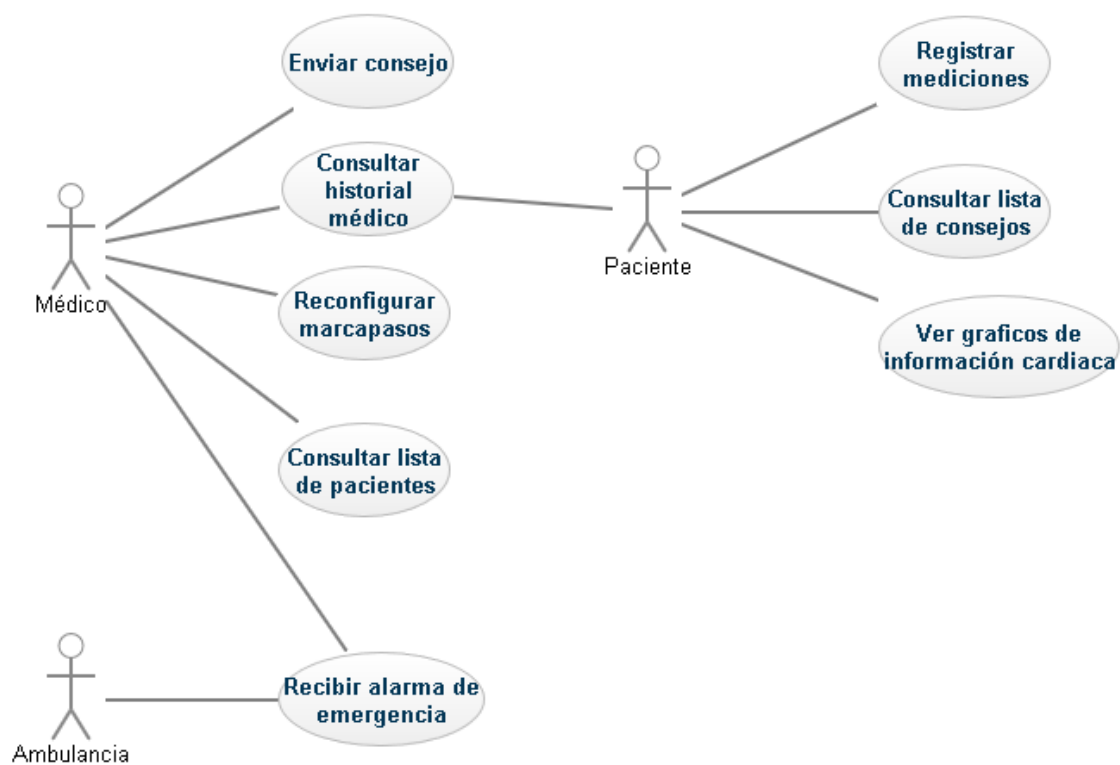 Enviar consejo
Consultar
historial
médico
Reconfigurar
marcapasos
Consultar lista
de pacientes
Recibir alarma de
emergencia
Médico
Ambulancia
Paciente
Registrar
mediciones
Consultar lista
de consejos
Ver graficos de
información cardiaca